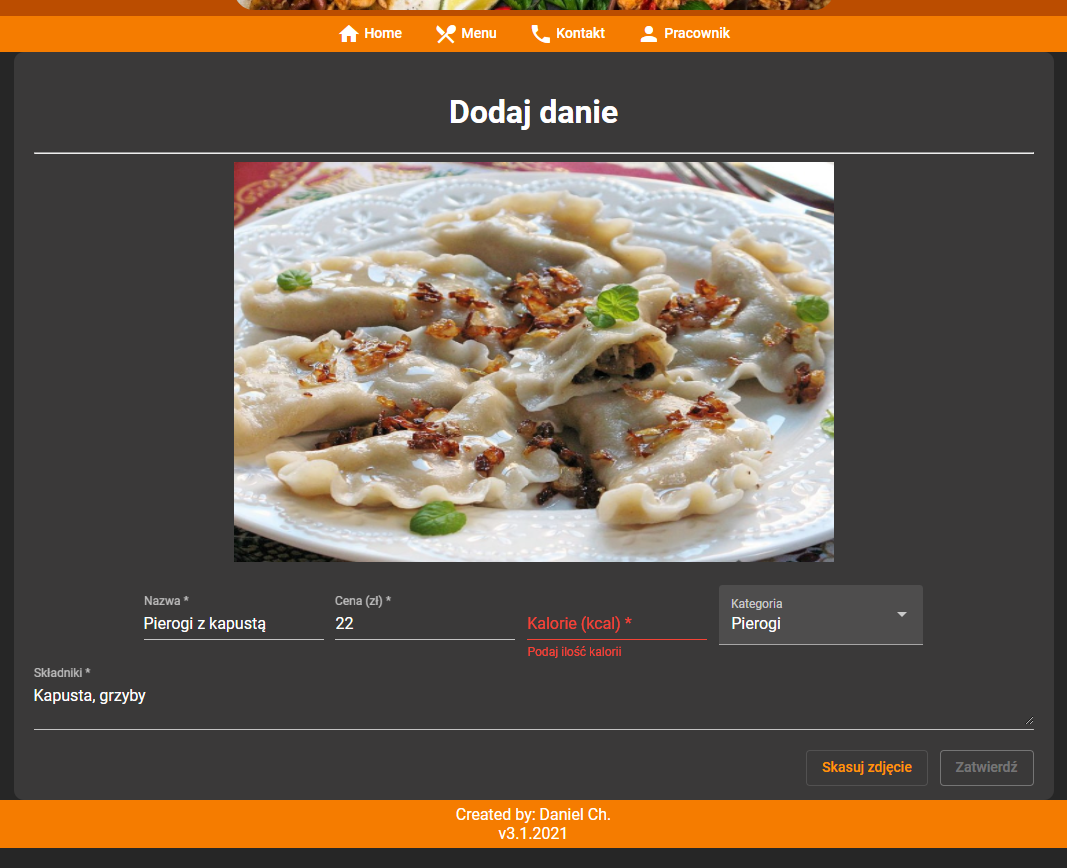 Home Menu Kontakt Pracownik
Dodaj danie
Nazwa * Cena (zł) * Kategoria
Pierogi z kapustą 22 Kalorie (kcal) * Pierogi
Podaj ilość kalorii
Składniki *
Kapusta, grzyby
Skasuj zdjęcie Zatwierdź
Created by: Daniel Ch.
v3.1.2021